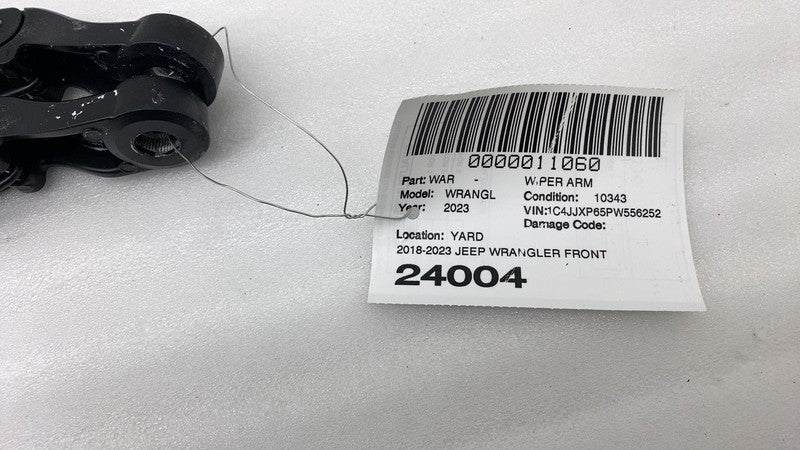 0000011060
Part: WAR - WIPER ARM
Model: WRANGL Condition: 10343
Year: 2023 VIN:1C4JJXP65PW556252
Damage Code:
Location: YARD
2018-2023 JEEP WRANGLER FRONT
24004